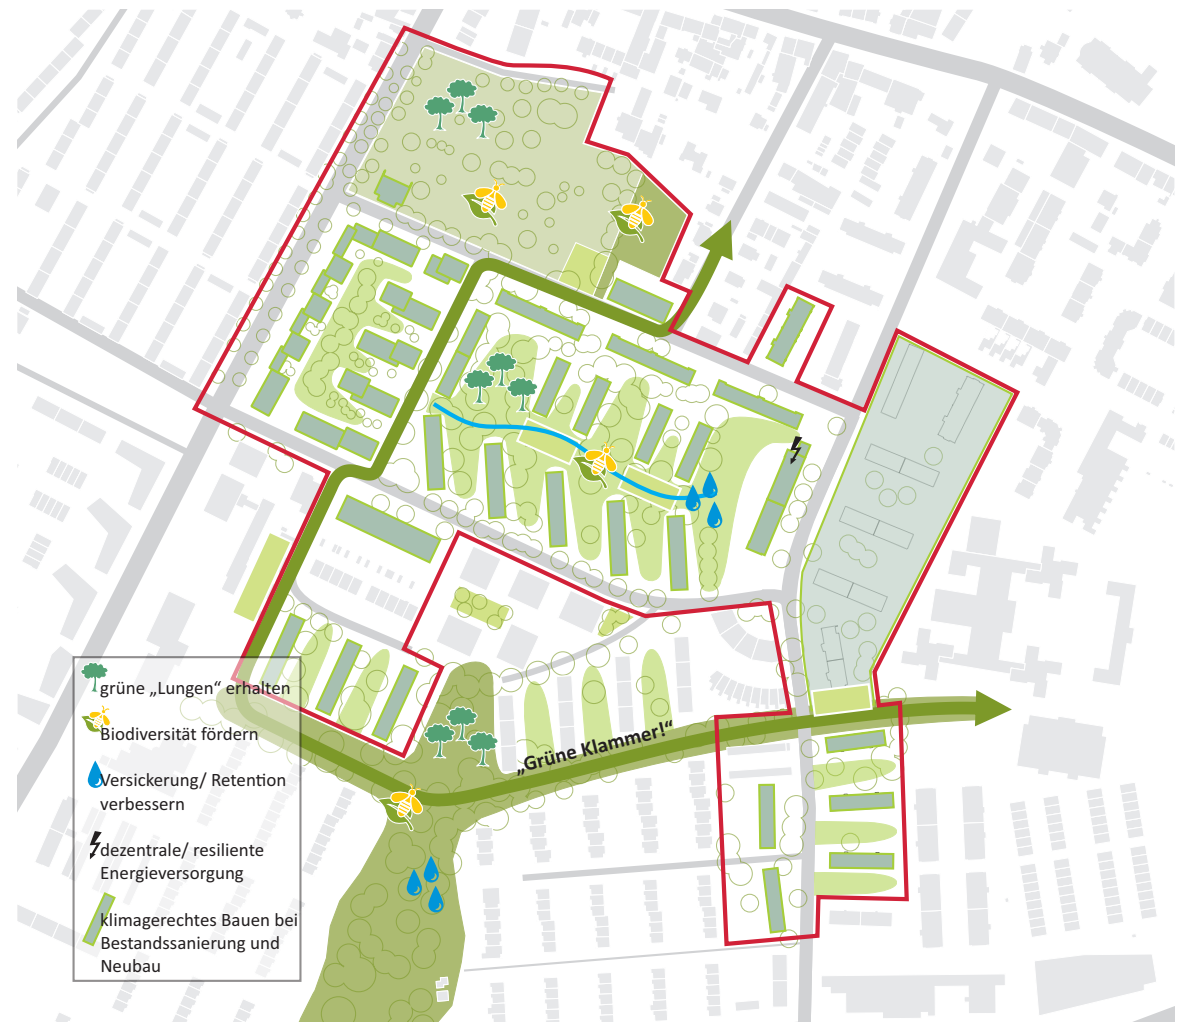 „Grüne Klammer!“
grüne „Lungen“ erhalten
Biodiversität fördern
Versickerung/ Retention
verbessern
dezentrale/ resiliente
Energieversorgung
klimagerechtes Bauen bei
Bestandssanierung und
Neubau